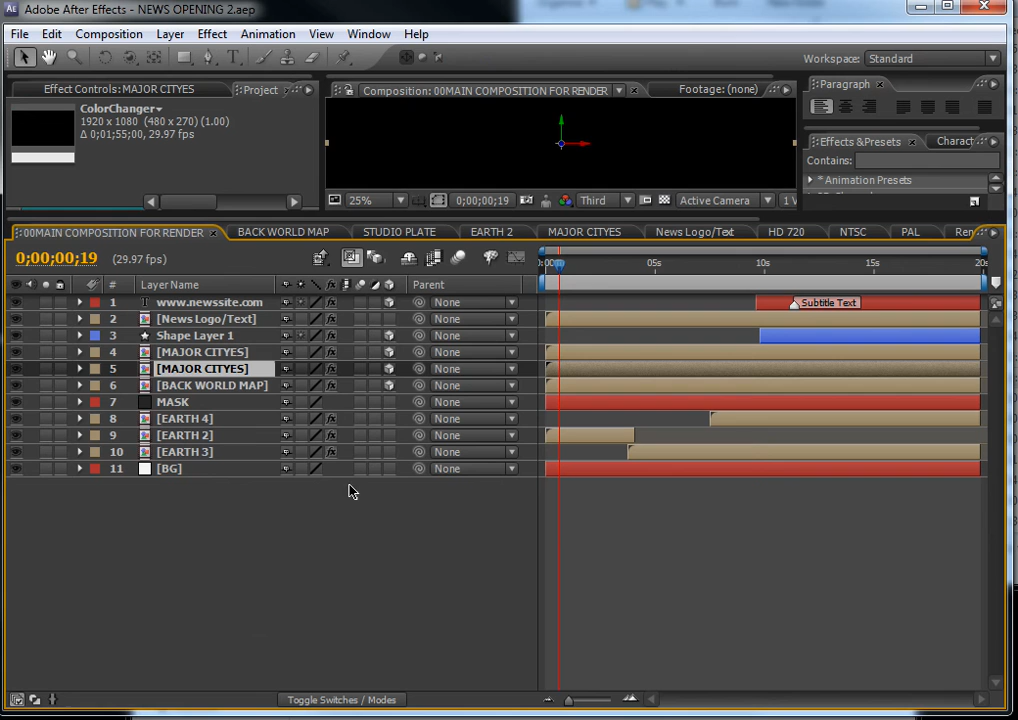 Adobe After Effects - NEWS OPENING 2.aep
File Edit Composition Layer Effect Animation View Window Help
Workspace: Standard
Effect Controls: MAJOR CITYES Project
Composition: 00MAIN COMPOSITION FOR RENDER Footage: (none)
Paragraph
ColorChanger
1920 x 1080 (480 x 270) (1.00)
Δ 0;01;55;00, 29.97 fps
Effects & Presets Charact
Contains:
* Animation Presets
25% 0;00;00;19 Third Active Camera 1 V
00MAIN COMPOSITION FOR RENDER BACK WORLD MAP STUDIO PLATE EARTH 2 MAJOR CITYES News Logo/Text HD 720 NTSC PAL Ren
0;00;00;19 (29.97 fps)
05s 10s 15s 20s
# Layer Name Parent
1 T www.newssite.com None Subtitle Text
2 [News Logo/Text] None
3 Shape Layer 1 None
4 [MAJOR CITYES] None
5 [MAJOR CITYES] None
6 [BACK WORLD MAP] None
7 MASK None
8 [EARTH 4] None
9 [EARTH 2] None
10 [EARTH 3] None
11 [BG] None
Toggle Switches / Modes